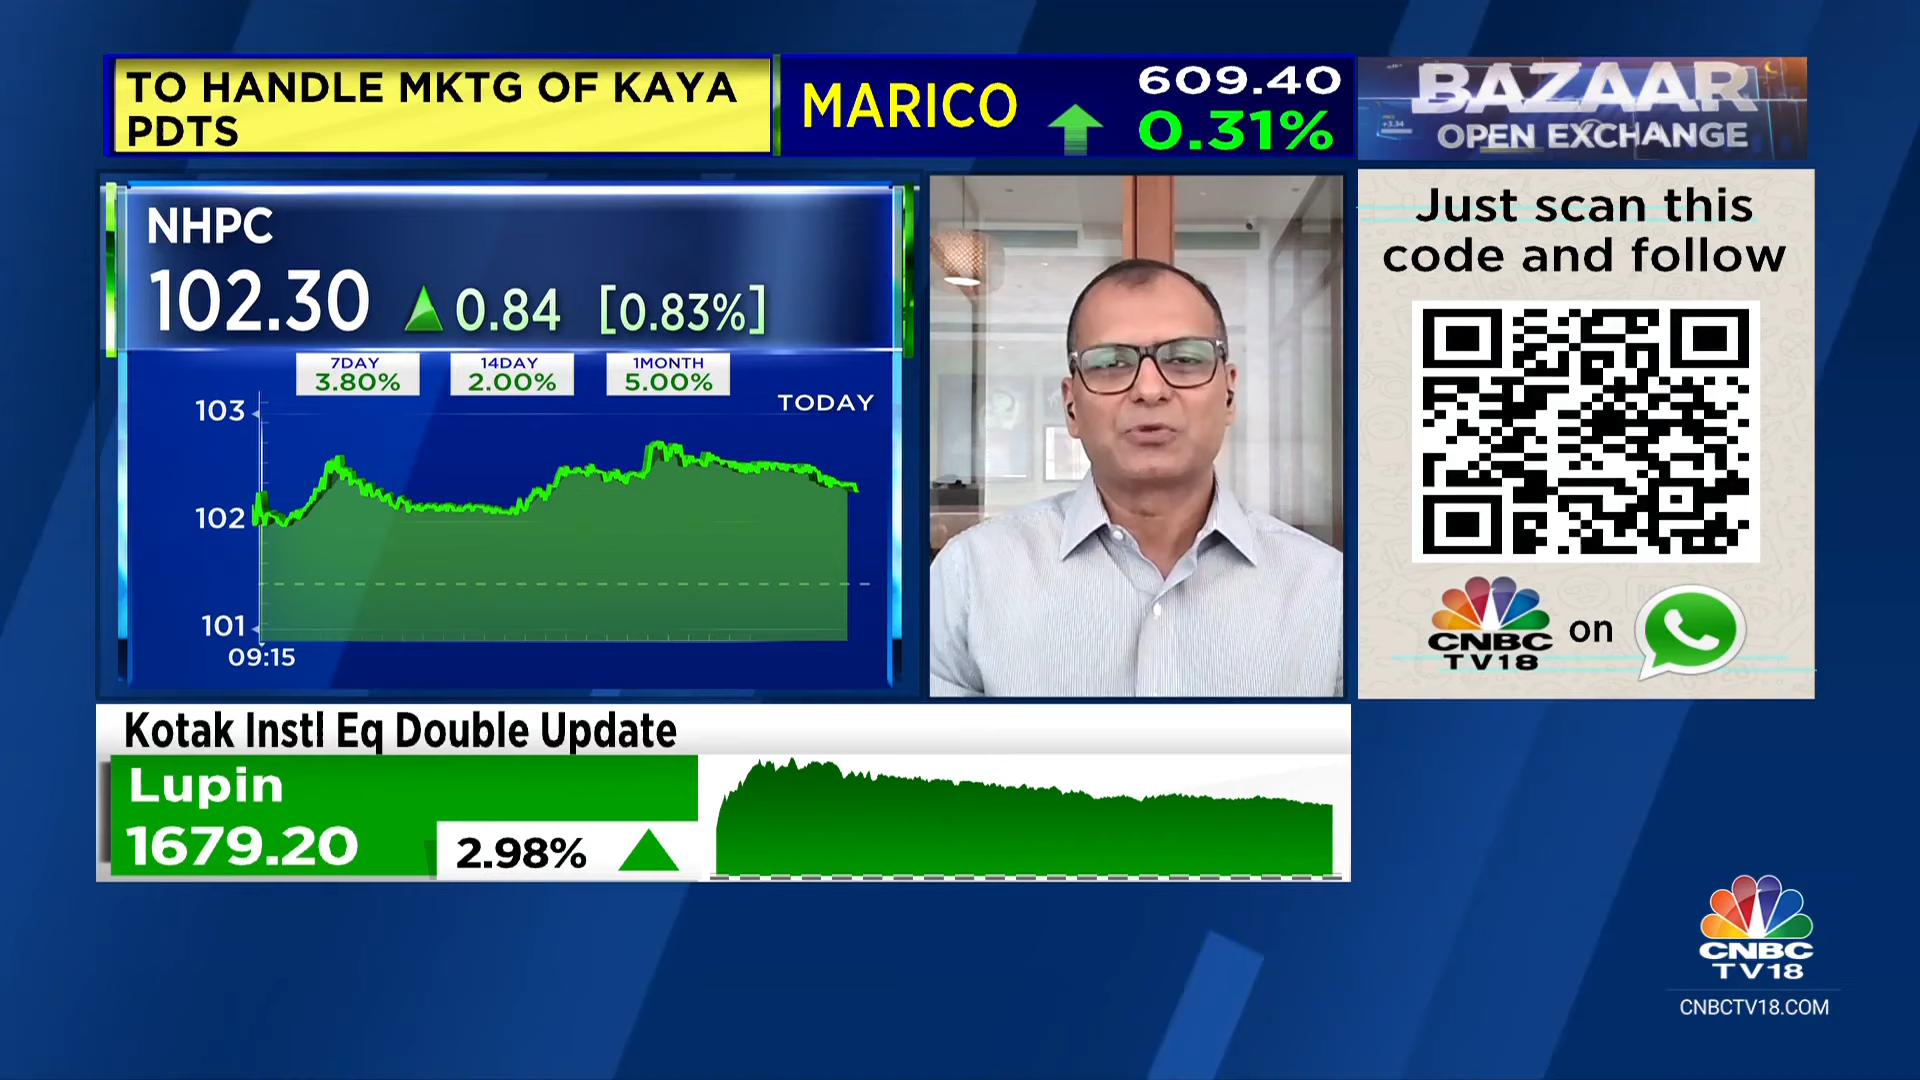 TO HANDLE MKTG OF KAYA
PDTS
MARICO
609.40
0.31%
BAZAAR
OPEN EXCHANGE
NHPC
102.30
0.84 [0.83%]
7DAY
3.80%
14DAY
2.00%
1MONTH
5.00%
TODAY
103
102
101
09:15
Just scan this
code and follow
CNBC
TV18
on
Kotak Instl Eq Double Update
Lupin
1679.20
2.98%
CNBC
TV18
CNBCTV18.COM